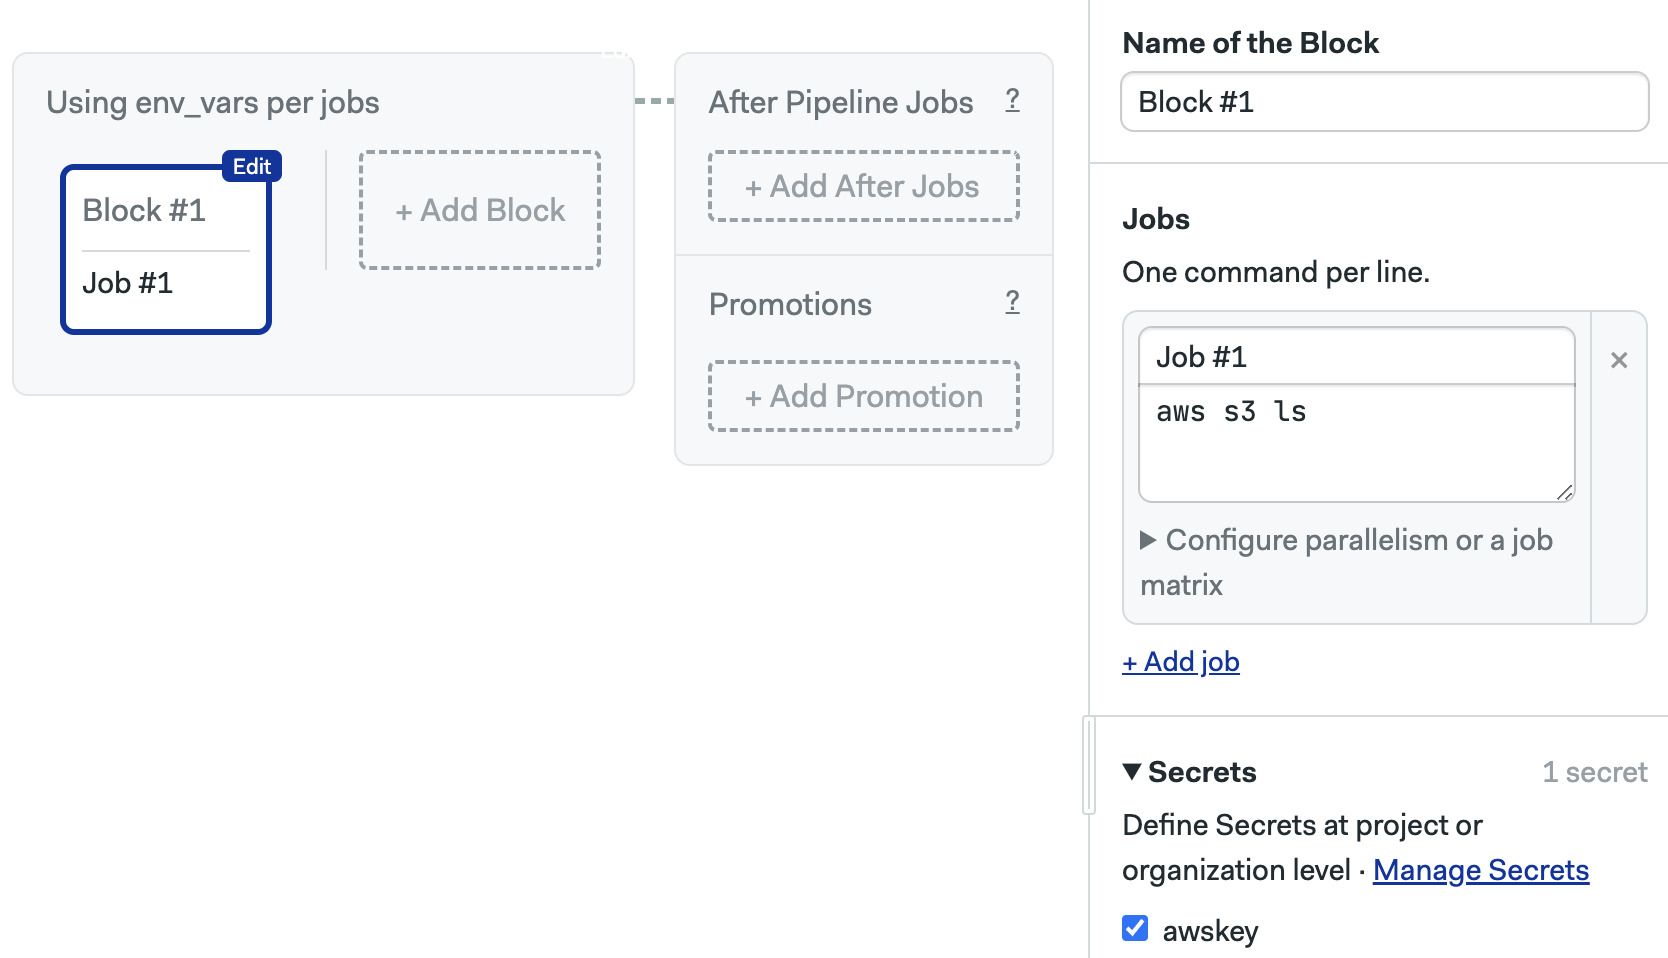 Using env_vars per jobs
Edit
Block #1
Job #1
+ Add Block
After Pipeline Jobs ?
+ Add After Jobs
Promotions ?
+ Add Promotion
Name of the Block
Block #1
Jobs
One command per line.
Job #1
×
aws s3 ls
▶ Configure parallelism or a job
matrix
+ Add job
▼ Secrets 1 secret
Define Secrets at project or
organization level · Manage Secrets
awskey